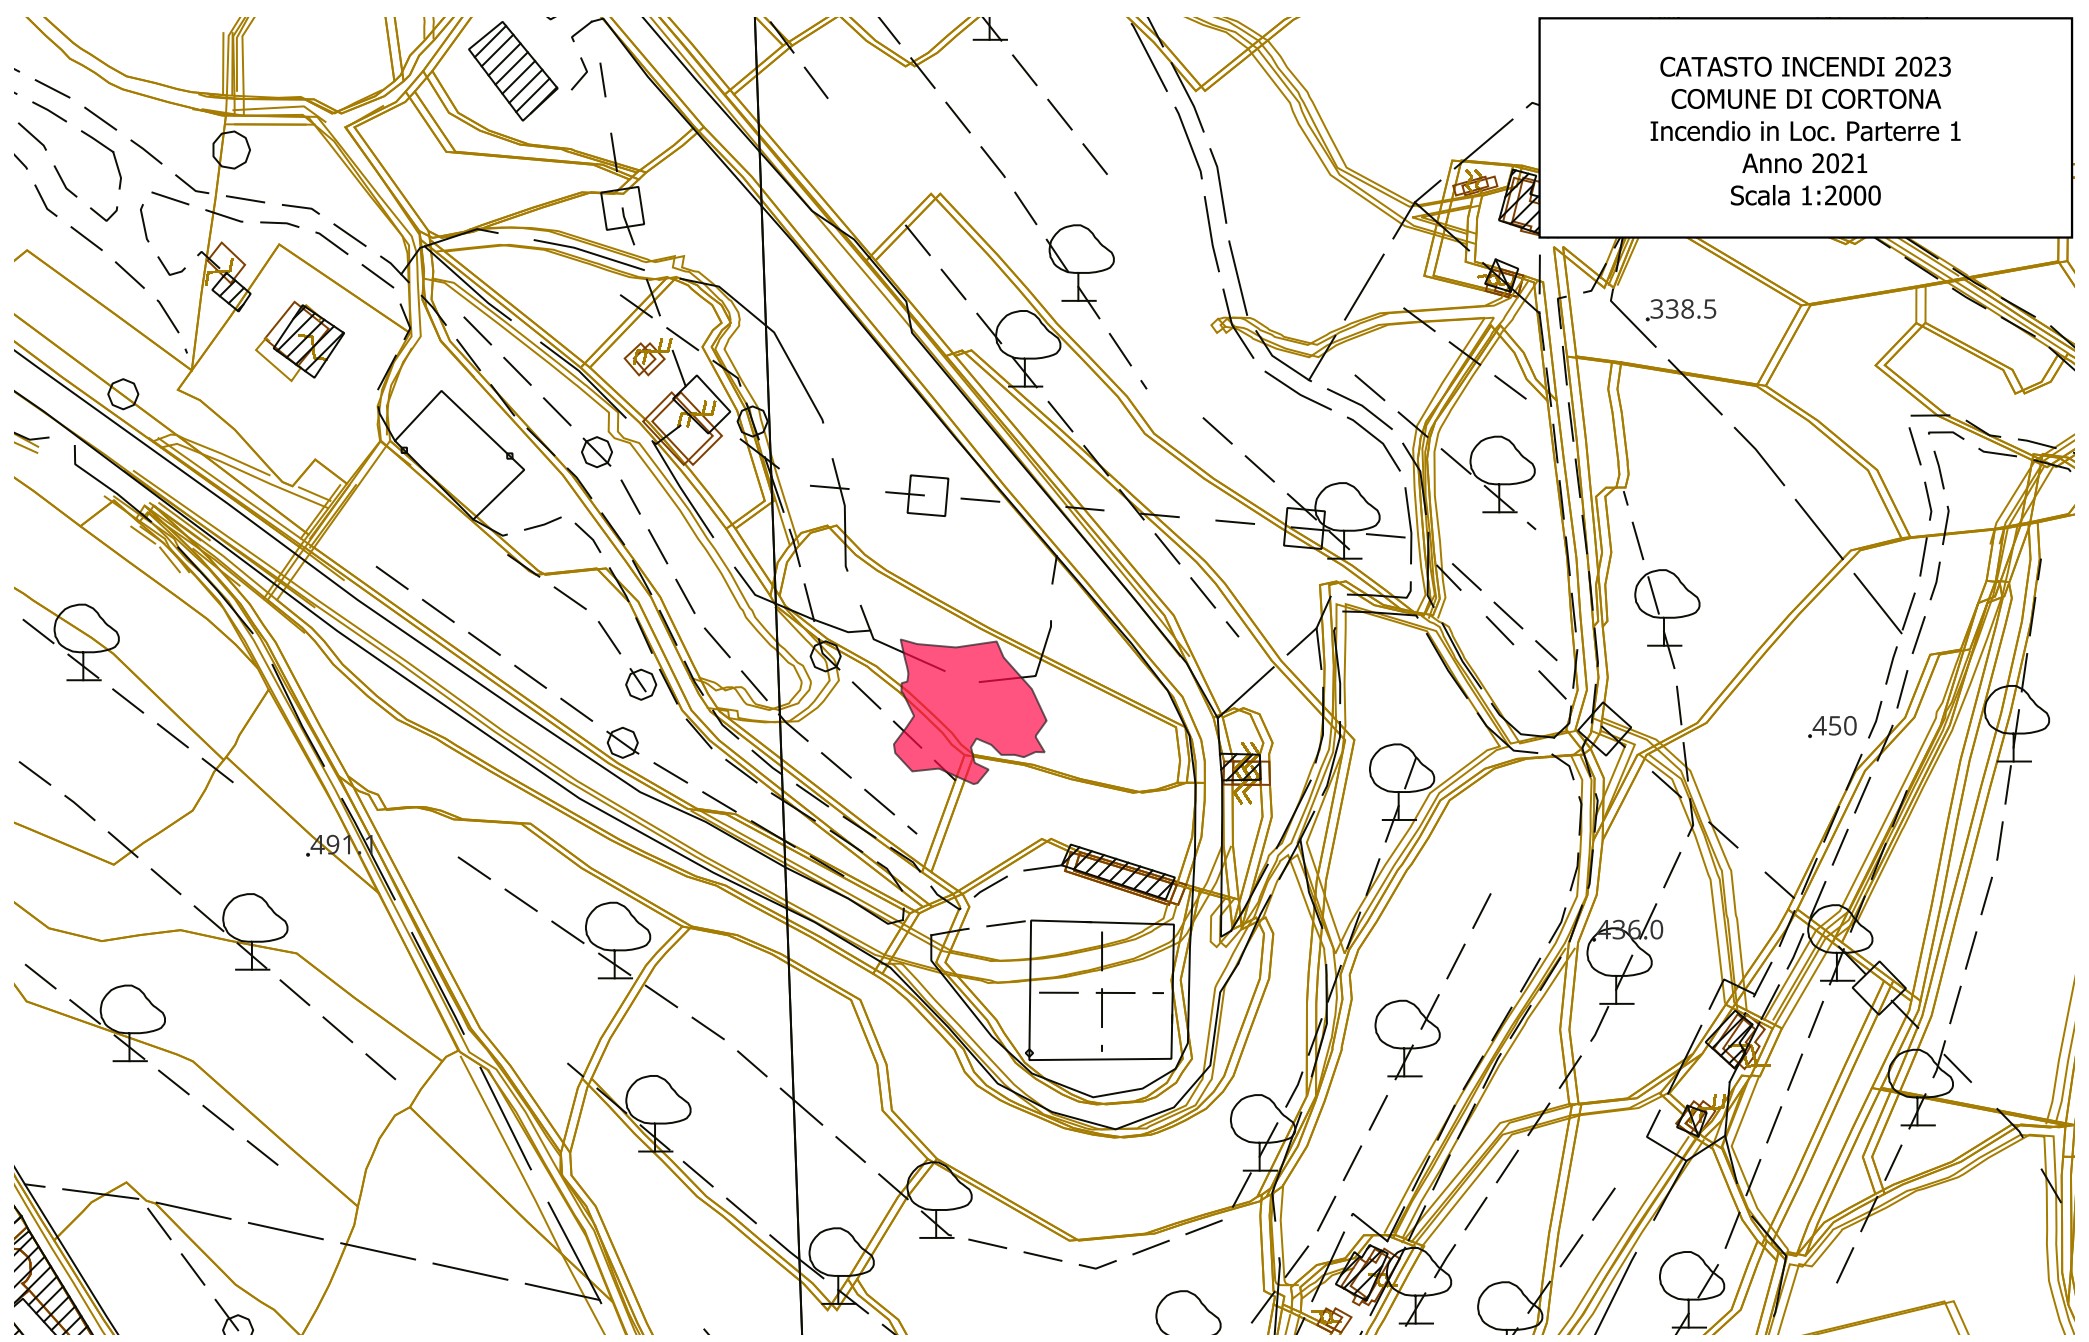 CATASTO INCENDI 2023
COMUNE DI CORTONA
Incendio in Loc. Parterre 1
Anno 2021
Scala 1:2000
.338.5
.450
.491.1
.436.0